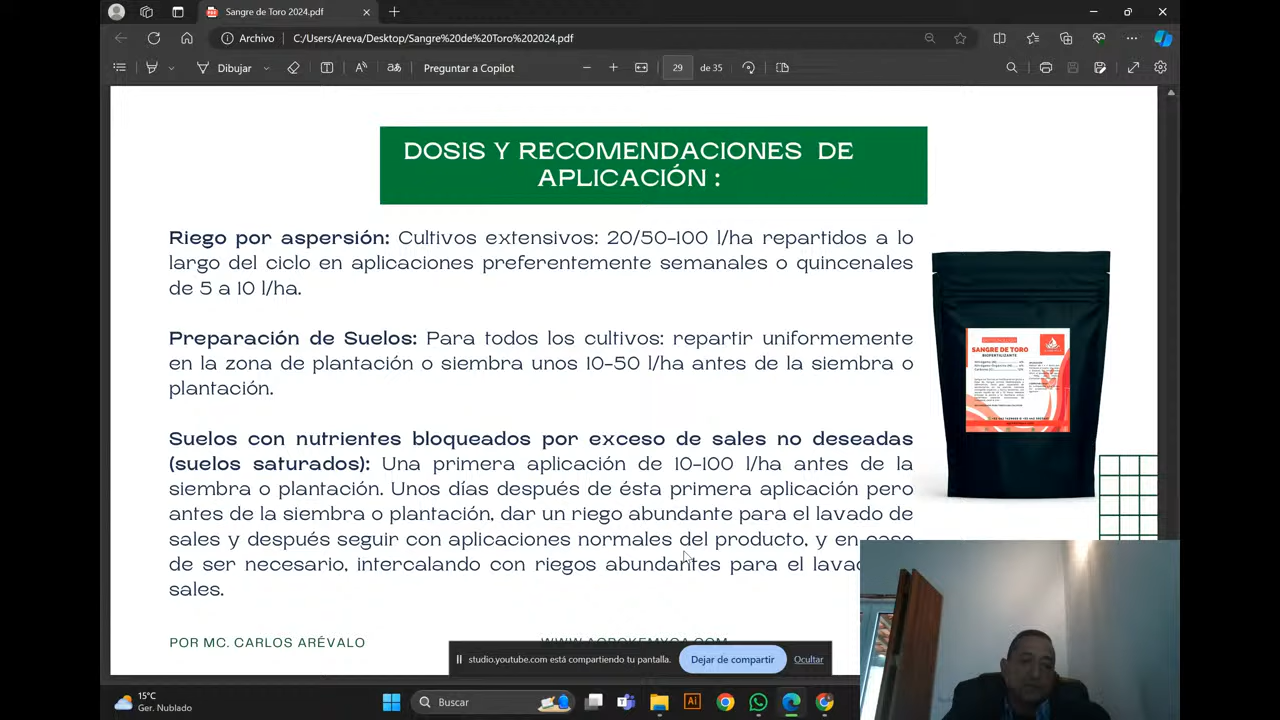 Sangre de Toro 2024.pdf
Archivo
C:/Users/Areva/Desktop/Sangre%20de%20Toro%202024.pdf
Dibujar
Preguntar a Copilot
29 de 35
DOSIS Y RECOMENDACIONES DE
APLICACIÓN :
Riego por aspersión: Cultivos extensivos: 20/50-100 l/ha repartidos a lo
largo del ciclo en aplicaciones preferentemente semanales o quincenales
de 5 a 10 l/ha.
Preparación de Suelos: Para todos los cultivos: repartir uniformemente
en la zona de plantación o siembra unos 10-50 l/ha antes de la siembra o
plantación.
Suelos con nutrientes bloqueados por exceso de sales no deseadas
(suelos saturados): Una primera aplicación de 10-100 l/ha antes de la
siembra o plantación. Unos días después de ésta primera aplicación pero
antes de la siembra o plantación, dar un riego abundante para el lavado de
sales y después seguir con aplicaciones normales del producto, y en caso
de ser necesario, intercalando con riegos abundantes para el
sales.
SANGRE DE TORO
BIOFERTILIZANTE
POR MC. CARLOS ARÉVALO
WWW.AGROKEMYCA.COM
studio.youtube.com está compartiendo tu pantalla.
Dejar de compartir
Ocultar
15°C
Ger. Nublado
Buscar